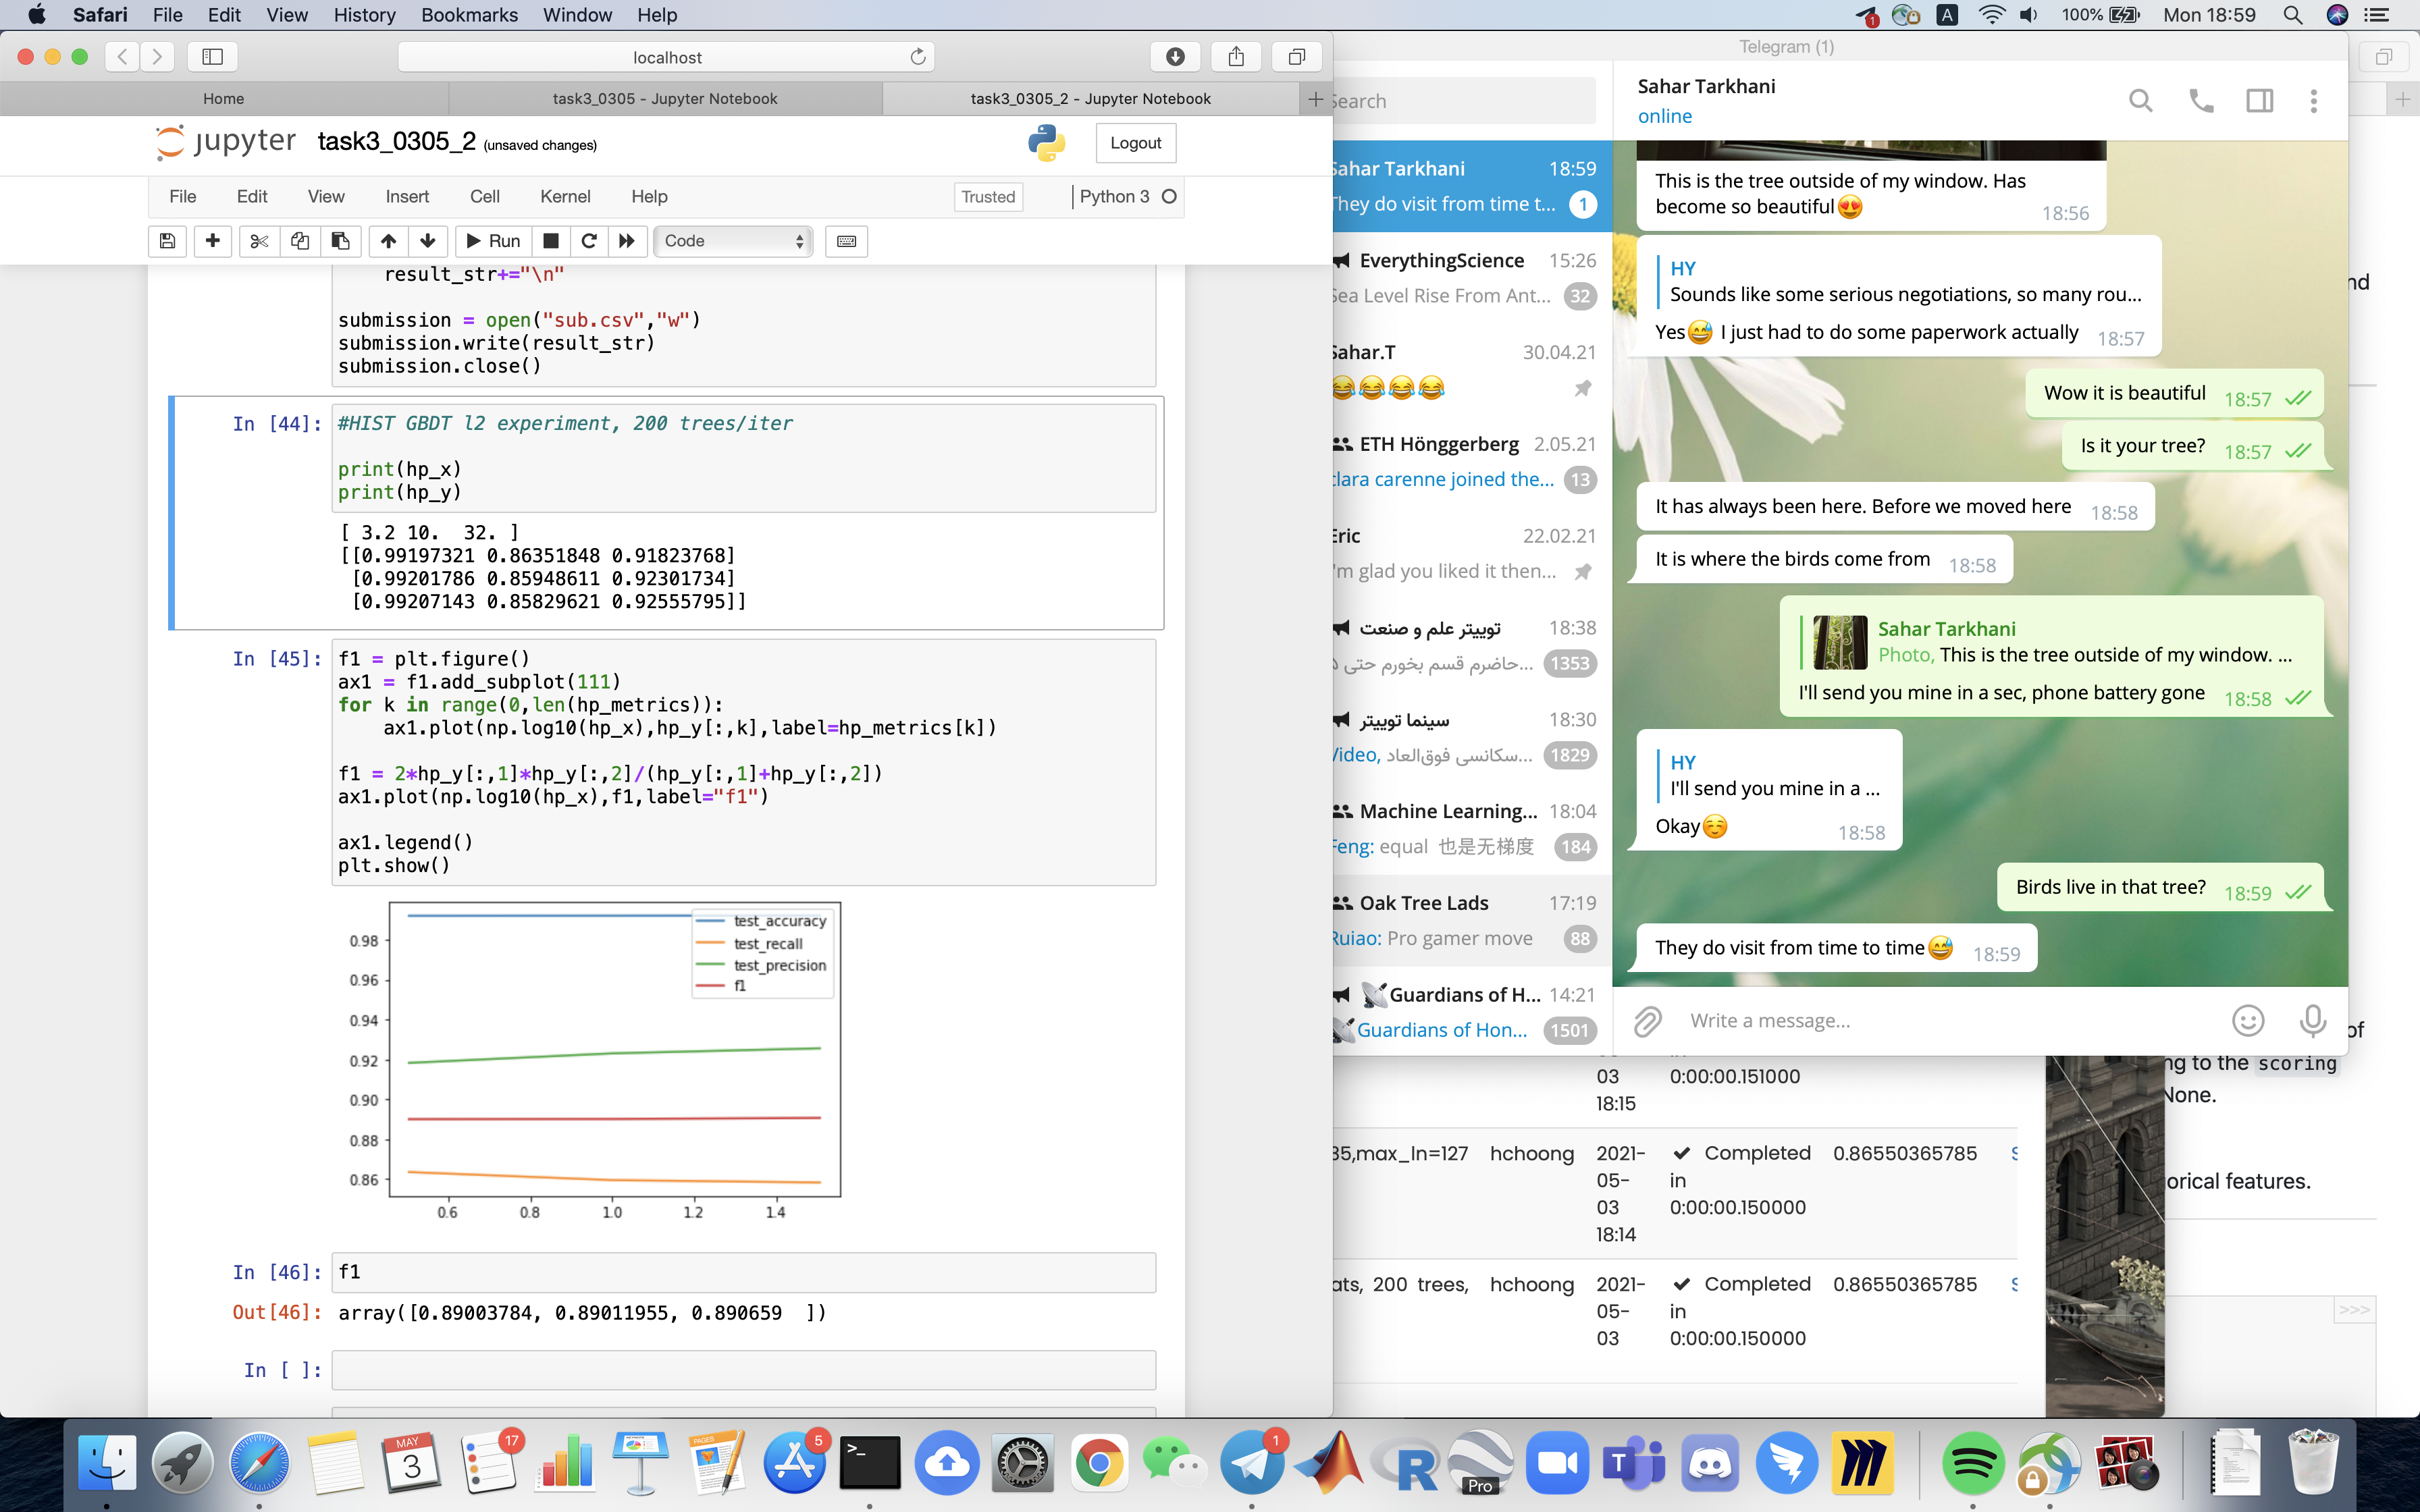 Safari File Edit View History Bookmarks Window Help
1 A 100% Mon 18:59
localhost
Home
task3_0305 - Jupyter Notebook
task3_0305_2 - Jupyter Notebook
jupyter task3_0305_2 (unsaved changes)
Logout
File Edit View Insert Cell Kernel Help
Trusted
Python 3
Run
Code
result_str+="\n"
submission = open("sub.csv","w")
submission.write(result_str)
submission.close()
In [44]: #HIST GBDT l2 experiment, 200 trees/iter
print(hp_x)
print(hp_y)
[ 3.2 10.  32. ]
[[0.99197321 0.86351848 0.91823768]
[0.99201786 0.85948611 0.92301734]
[0.99207143 0.85829621 0.92555795]]
In [45]: f1 = plt.figure()
ax1 = f1.add_subplot(111)
for k in range(0,len(hp_metrics)):
ax1.plot(np.log10(hp_x),hp_y[:,k],label=hp_metrics[k])
f1 = 2*hp_y[:,1]*hp_y[:,2]/(hp_y[:,1]+hp_y[:,2])
ax1.plot(np.log10(hp_x),f1,label="f1")
ax1.legend()
plt.show()
test_accuracy
test_recall
test_precision
f1
0.98
0.96
0.94
0.92
0.90
0.88
0.86
0.6 0.8 1.0 1.2 1.4
In [46]: f1
Out[46]: array([0.89003784, 0.89011955, 0.890659  ])
In [ ]:
Telegram (1)
Search
Sahar Tarkhani 18:59
They do visit from time t... 1
EverythingScience 15:26
Sea Level Rise From Ant... 32
Sahar.T 30.04.21
😂😂😂😂
ETH Hönggerberg 2.05.21
clara carenne joined the... 13
Eric 22.02.21
I'm glad you liked it then...
توییتر علم و صنعت 18:38
حاضرم قسم بخورم حتی ۵... 1353
سینما توییتر 18:30
Video, سکانسی فوق‌العاد... 1829
Machine Learning... 18:04
Feng: equal 也是无梯度 184
Oak Tree Lads 17:19
Ruiao: Pro gamer move 88
Guardians of H... 14:21
Guardians of Hon... 1501
Sahar Tarkhani
online
This is the tree outside of my window. Has
become so beautiful😍 18:56
HY
Sounds like some serious negotiations, so many rou...
Yes😅 I just had to do some paperwork actually 18:57
Wow it is beautiful 18:57
Is it your tree? 18:57
It has always been here. Before we moved here 18:58
It is where the birds come from 18:58
Sahar Tarkhani
Photo, This is the tree outside of my window. ...
I'll send you mine in a sec, phone battery gone 18:58
HY
I'll send you mine in a ...
Okay☺️ 18:58
Birds live in that tree? 18:59
They do visit from time to time😅 18:59
Write a message...
03 0:00:00.151000
18:15
35,max_ln=127 hchoong 2021- ✔ Completed 0.86550365785
05- in
03 0:00:00.150000
18:14
ats, 200 trees, hchoong 2021- ✔ Completed 0.86550365785
05- in
03 0:00:00.150000
nd
of
ng to the scoring
None.
orical features.
>>>
MAY
3
17
PAGES
5
>_
1
R
Pro
T